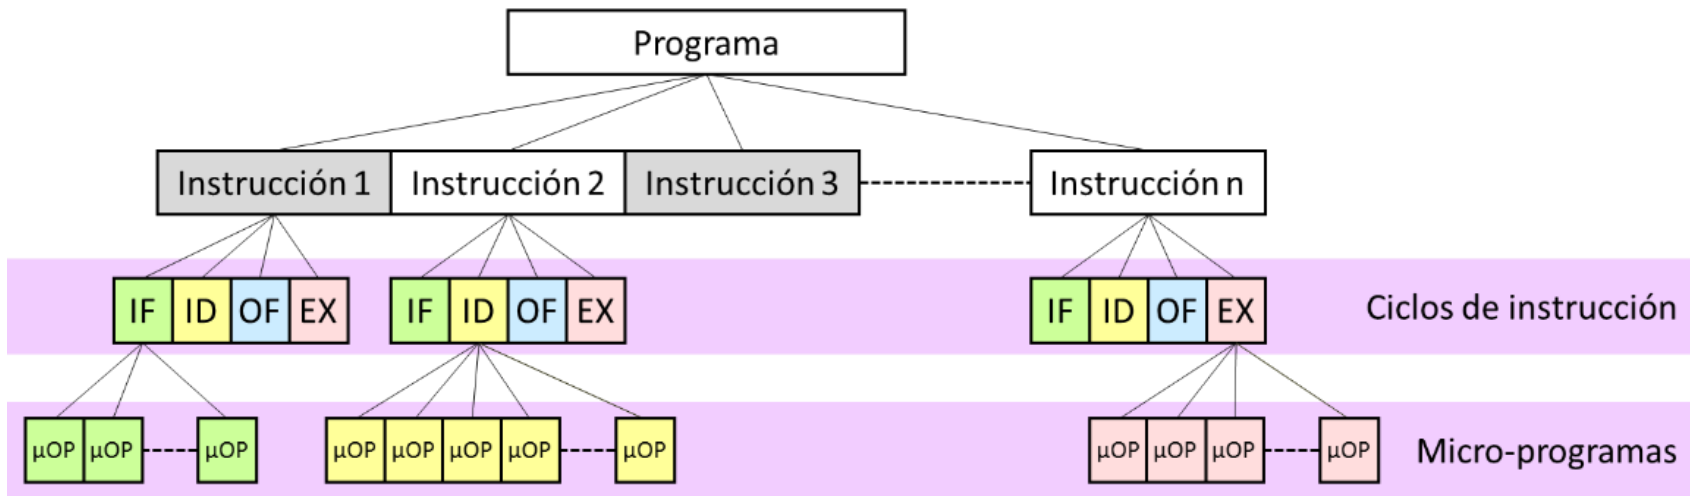 Programa
Instrucción 1 Instrucción 2 Instrucción 3 Instrucción n
IF ID OF EX IF ID OF EX IF ID OF EX Ciclos de instrucción
μOP μOP μOP μOP μOP μOP μOP μOP μOP μOP μOP μOP Micro-programas